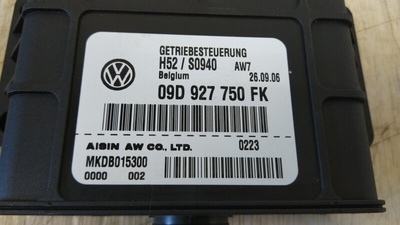 GETRIEBESTEUERUNG
H52 / S0940 AW7
Belgium 26.09.06
09D 927 750 FK
AISIN AW CO., LTD. 0223
MKDB015300
0000 002